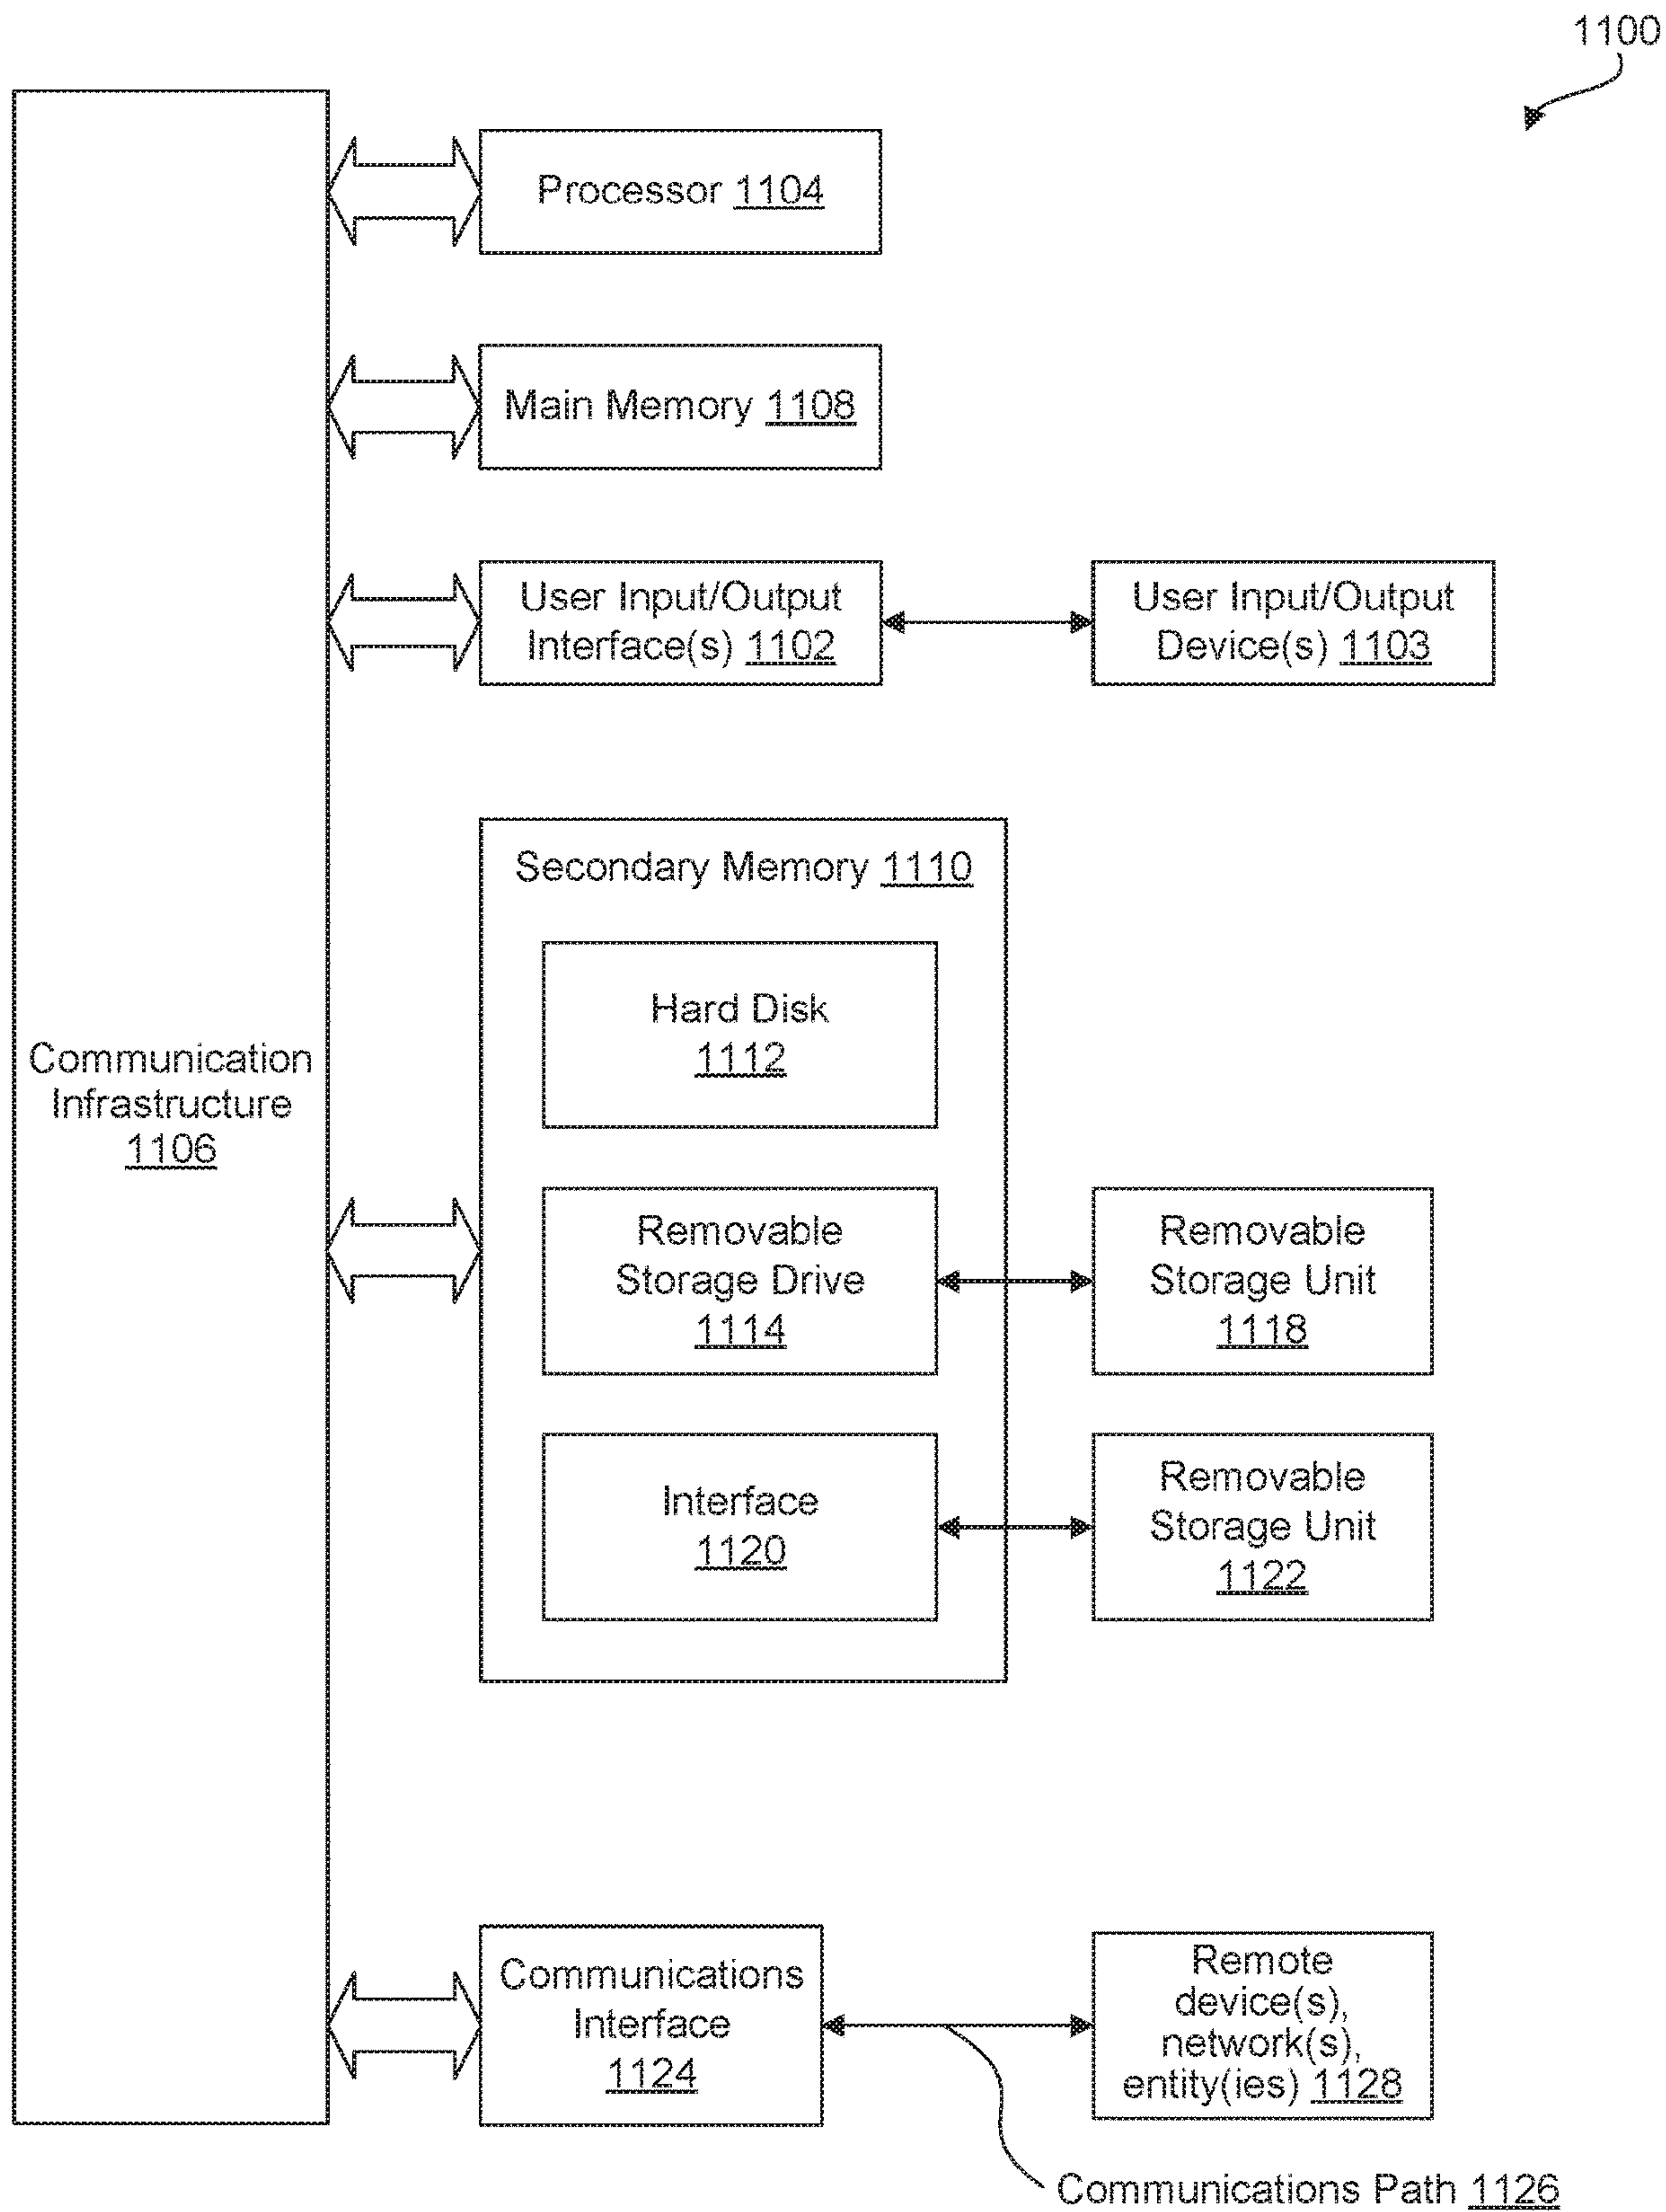 1100
Processor 1104
Main Memory 1108
User Input/Output
Interface(s) 1102
User Input/Output
Device(s) 1103
Secondary Memory 1110
Hard Disk
1112
Communication
Infrastructure
1106
Removable
Storage Drive
1114
Removable
Storage Unit
1118
Interface
1120
Removable
Storage Unit
1122
Communications
Interface
1124
Remote
device(s),
network(s),
entity(ies) 1128
Communications Path 1126